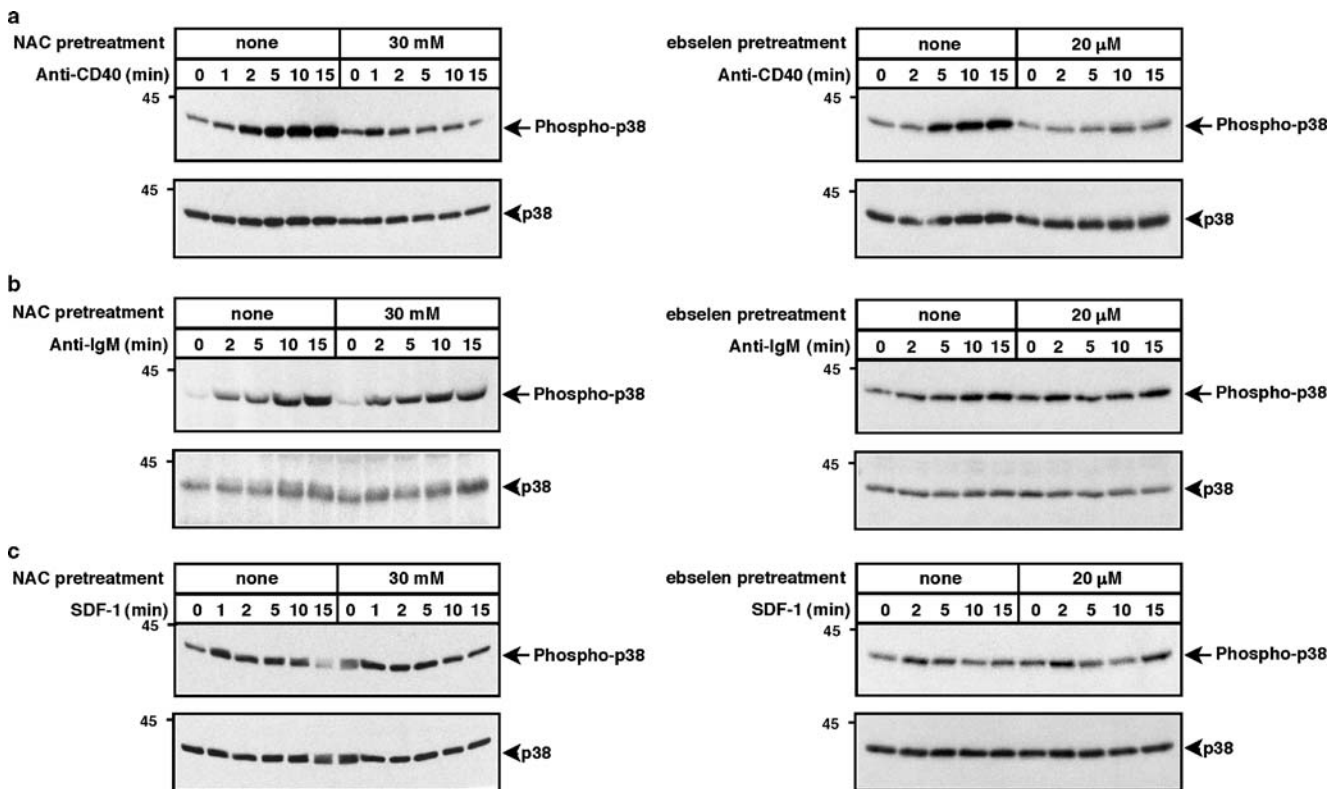 a
NAC pretreatment none 30 mM
Anti-CD40 (min) 0 1 2 5 10 15 0 1 2 5 10 15
45
Phospho-p38
45
p38
ebselen pretreatment none 20 µM
Anti-CD40 (min) 0 2 5 10 15 0 2 5 10 15
45
Phospho-p38
45
p38
b
NAC pretreatment none 30 mM
Anti-IgM (min) 0 2 5 10 15 0 2 5 10 15
45
Phospho-p38
45
p38
ebselen pretreatment none 20 µM
Anti-IgM (min) 0 2 5 10 15 0 2 5 10 15
45
Phospho-p38
45
p38
c
NAC pretreatment none 30 mM
SDF-1 (min) 0 1 2 5 10 15 0 1 2 5 10 15
45
Phospho-p38
45
p38
ebselen pretreatment none 20 µM
SDF-1 (min) 0 2 5 10 15 0 2 5 10 15
45
Phospho-p38
45
p38